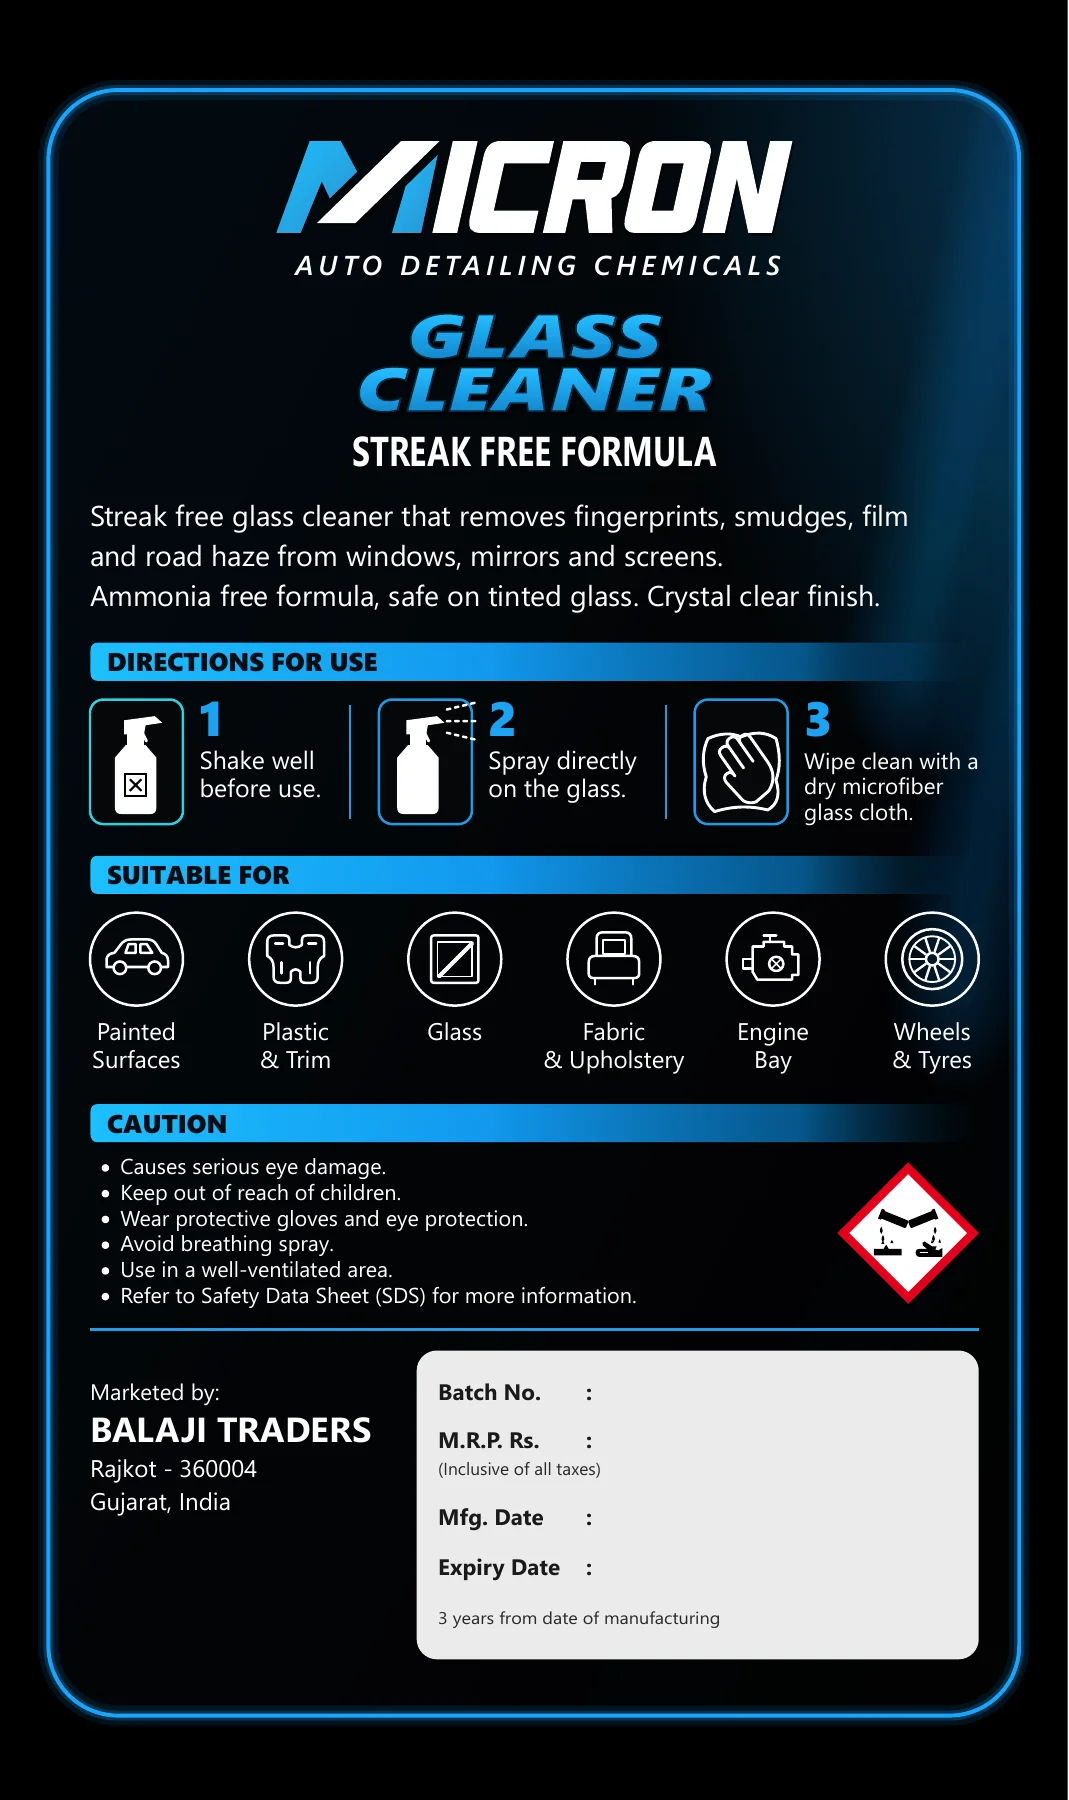 MICRON
AUTO DETAILING CHEMICALS
GLASS
CLEANER
STREAK FREE FORMULA
Streak free glass cleaner that removes fingerprints, smudges, film
and road haze from windows, mirrors and screens.
Ammonia free formula, safe on tinted glass. Crystal clear finish.
DIRECTIONS FOR USE
1
Shake well
before use.
2
Spray directly
on the glass.
3
Wipe clean with a
dry microfiber
glass cloth.
SUITABLE FOR
Painted
Surfaces
Plastic
& Trim
Glass
Fabric
& Upholstery
Engine
Bay
Wheels
& Tyres
CAUTION
• Causes serious eye damage.
• Keep out of reach of children.
• Wear protective gloves and eye protection.
• Avoid breathing spray.
• Use in a well-ventilated area.
• Refer to Safety Data Sheet (SDS) for more information.
Marketed by:
BALAJI TRADERS
Rajkot - 360004
Gujarat, India
Batch No. :
M.R.P. Rs. :
(Inclusive of all taxes)
Mfg. Date :
Expiry Date :
3 years from date of manufacturing